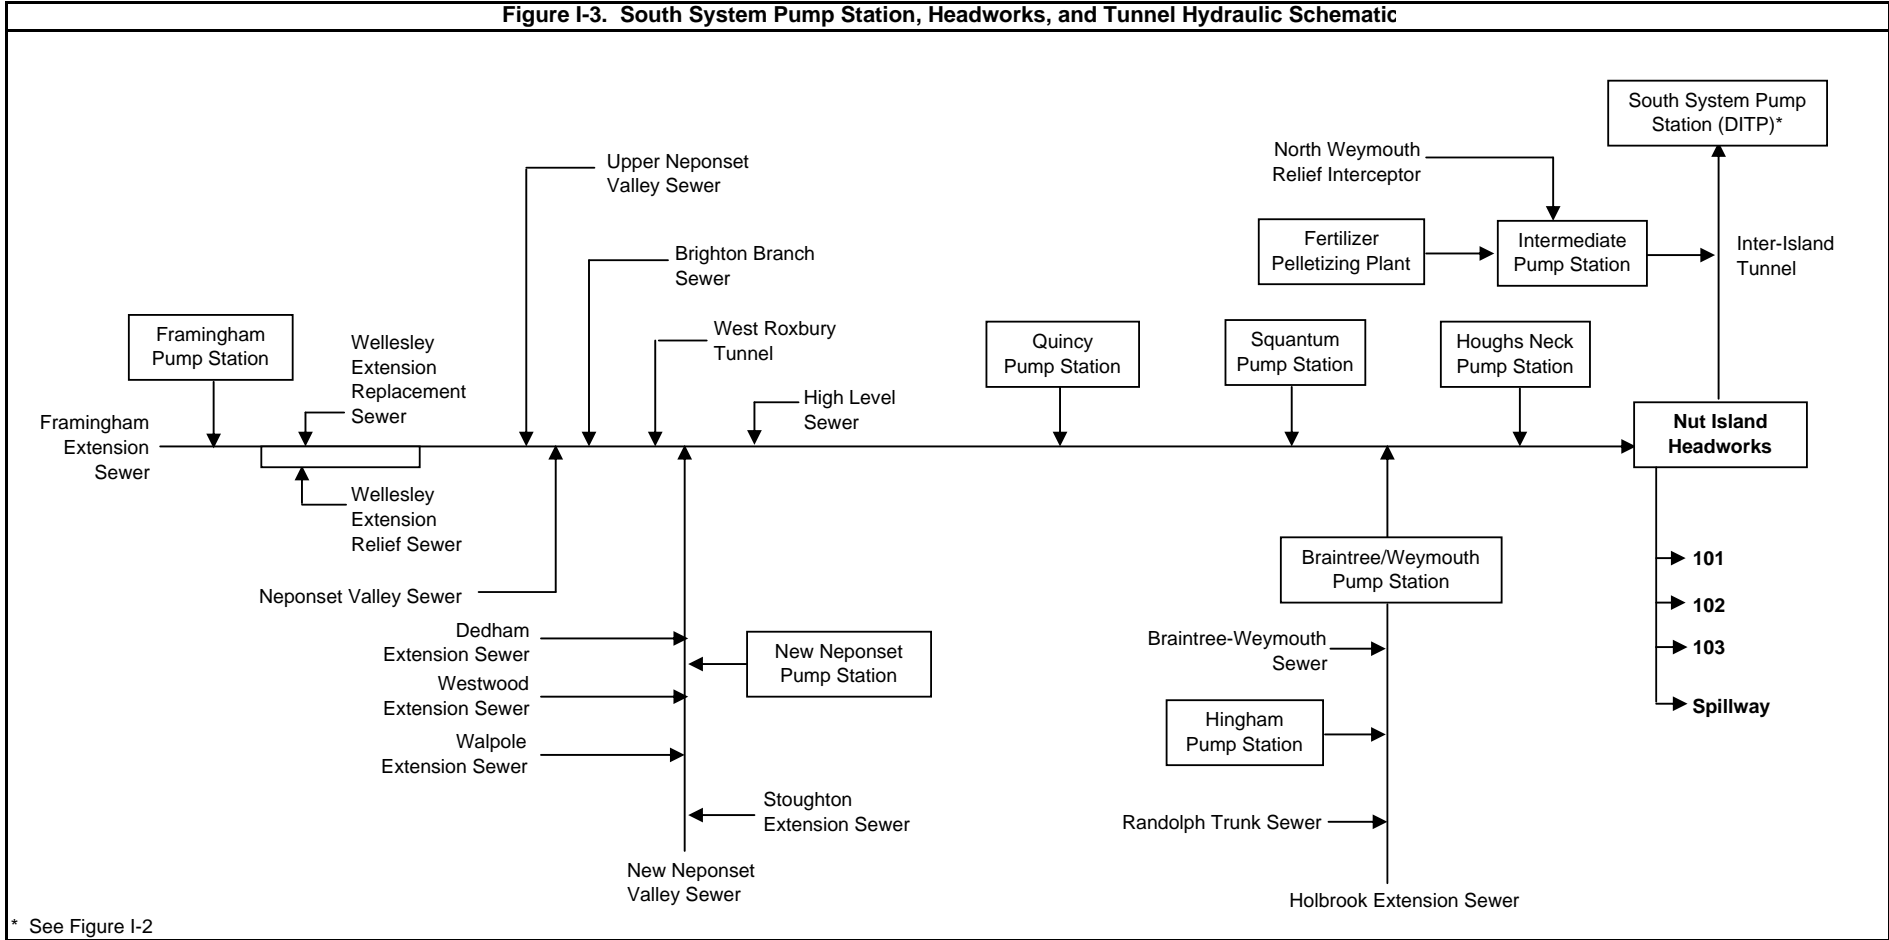 Figure I-3.  South System Pump Station, Headworks, and Tunnel Hydraulic Schematic
South System Pump
Station (DITP)*
North Weymouth
Relief Interceptor
Upper Neponset
Valley Sewer
Fertilizer
Pelletizing Plant
Intermediate
Pump Station
Inter-Island
Tunnel
Brighton Branch
Sewer
Framingham
Pump Station
Wellesley
Extension
Replacement
Sewer
West Roxbury
Tunnel
Quincy
Pump Station
Squantum
Pump Station
Houghs Neck
Pump Station
High Level
Sewer
Framingham
Extension
Sewer
Nut Island
Headworks
Wellesley
Extension
Relief Sewer
Neponset Valley Sewer
Braintree/Weymouth
Pump Station
101
102
103
Spillway
Dedham
Extension Sewer
New Neponset
Pump Station
Westwood
Extension Sewer
Walpole
Extension Sewer
Stoughton
Extension Sewer
New Neponset
Valley Sewer
Braintree-Weymouth
Sewer
Hingham
Pump Station
Randolph Trunk Sewer
Holbrook Extension Sewer
*  See Figure I-2